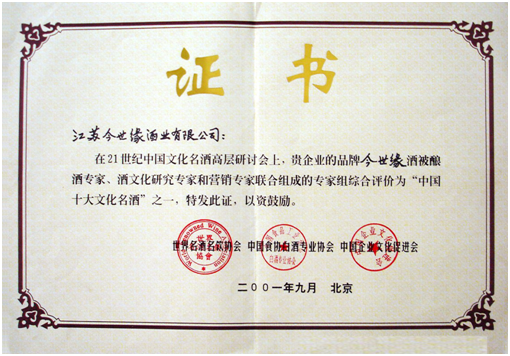 证 书
江苏今世缘酒业有限公司：
在21世纪中国文化名酒高层研讨会上，贵企业的品牌今世缘酒被酿
酒专家、酒文化研究专家和营销专家联合组成的专家组综合评价为“中国
十大文化名酒”之一，特发此证，以资鼓励。
世界名酒名饮协会 中国食协白酒专业协会 中国企业文化促进会
二〇〇一年九月 北京